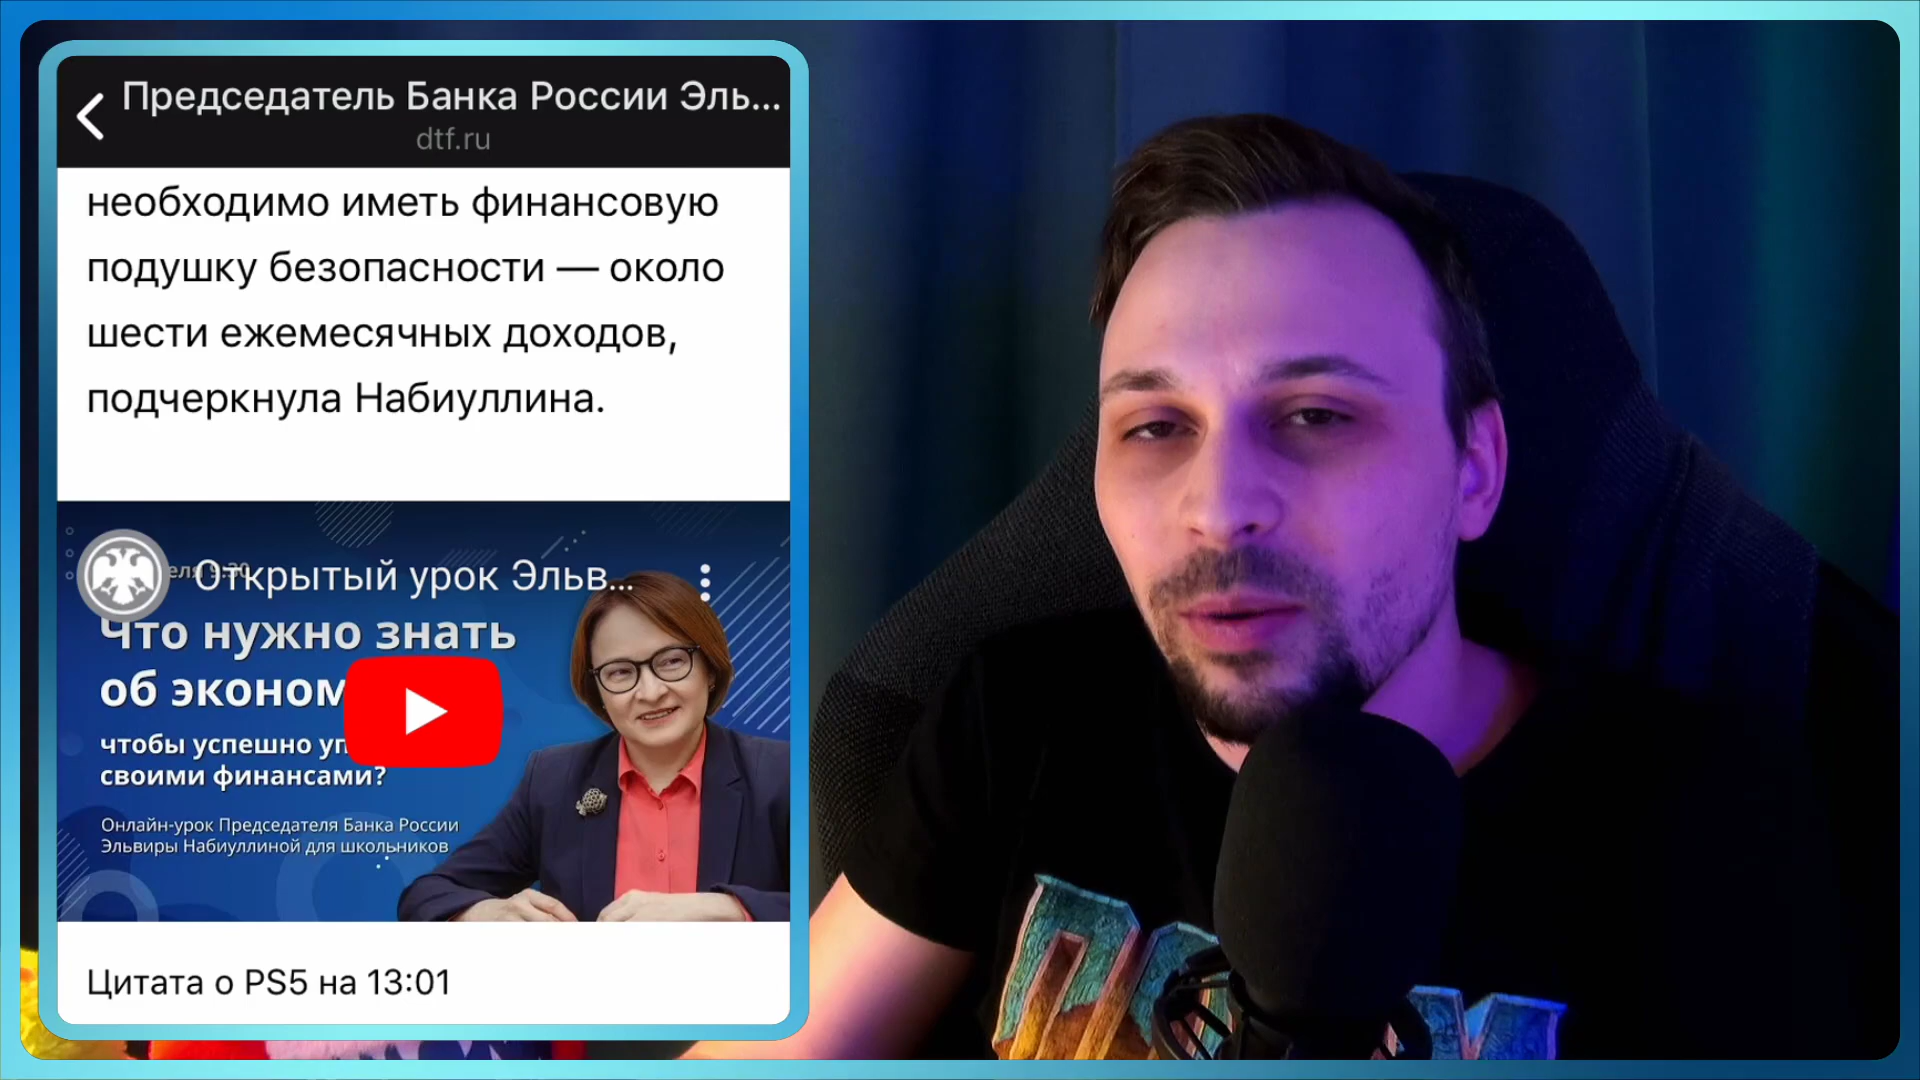 Председатель Банка России Эль...
dtf.ru
необходимо иметь финансовую
подушку безопасности — около
шести ежемесячных доходов,
подчеркнула Набиуллина.
Открытый урок Эльв...
Что нужно знать
об эконом
чтобы успешно уп
своими финансами?
Онлайн-урок Председателя Банка России
Эльвиры Набиуллиной для школьников
Цитата о PS5 на 13:01